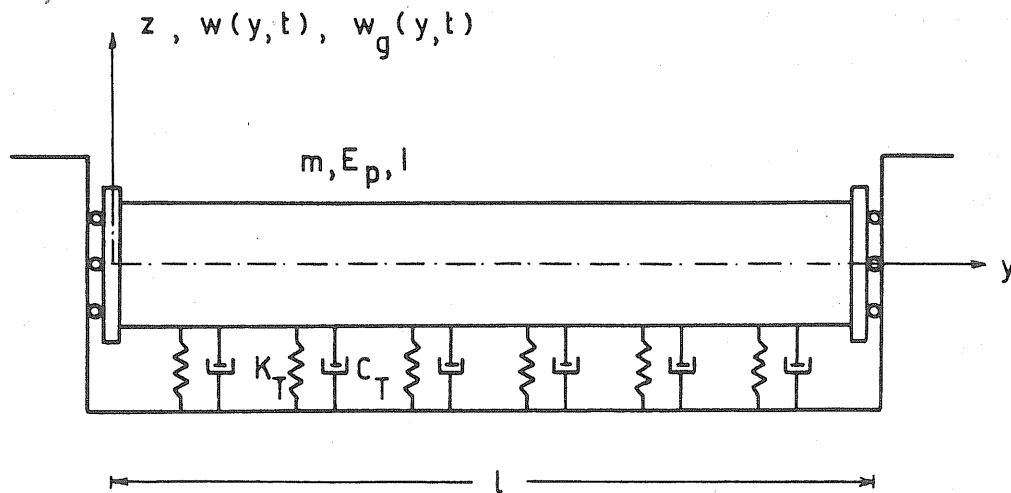 z , w(y,t), w_g(y,t)
m, E_p, I
y
K_T C_T
l